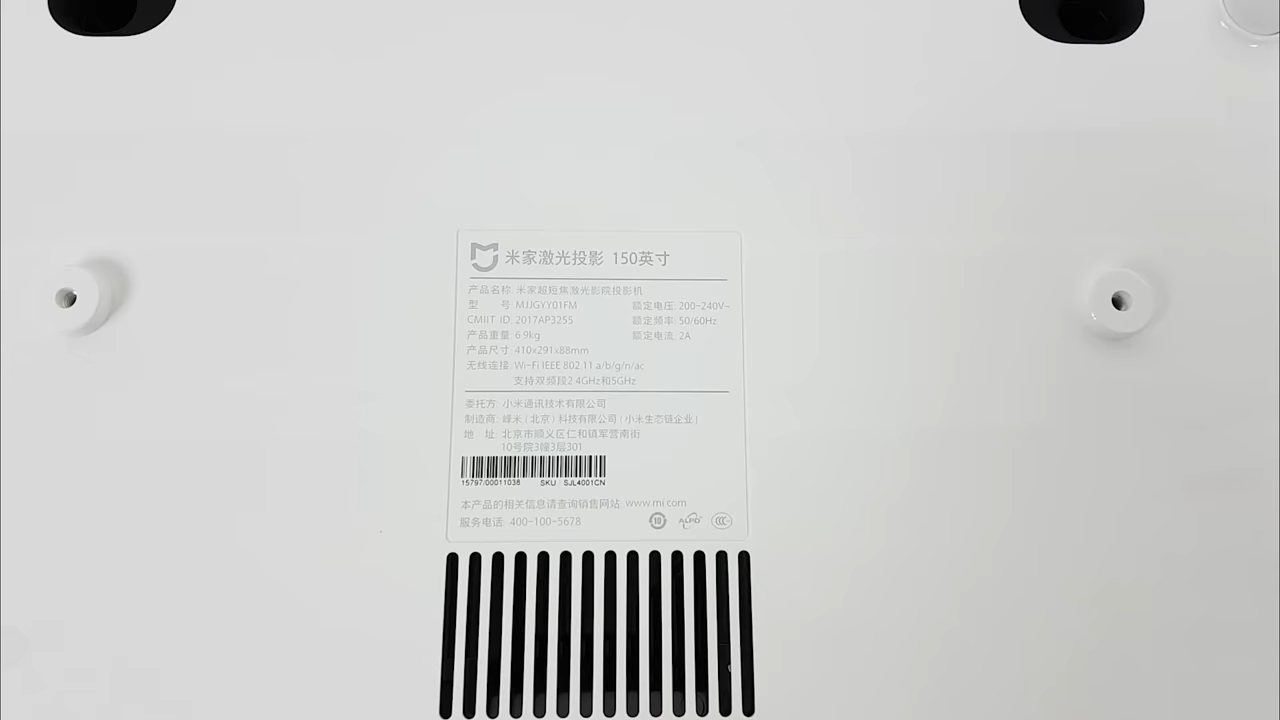 米家激光投影 150英寸
产品名称: 米家超短焦激光影院投影机
型 号: MJJGYY01FM 额定电压: 200~240V~
CMIIT ID: 2017AP3255 额定频率: 50/60Hz
产品重量: 6.9kg 额定电流: 2A
产品尺寸: 410x291x88mm
无线连接: Wi-Fi IEEE 802.11 a/b/g/n/ac
支持双频段2.4GHz和5GHz
委托方: 小米通讯技术有限公司
制造商: 峰米(北京)科技有限公司(小米生态链企业)
地 址: 北京市顺义区仁和镇军营南街
10号院3幢3层301
15797/00011038 SKU : SJL4001CN
本产品的相关信息请查询销售网站: www.mi.com
服务电话: 400-100-5678
10 ALPD CCC